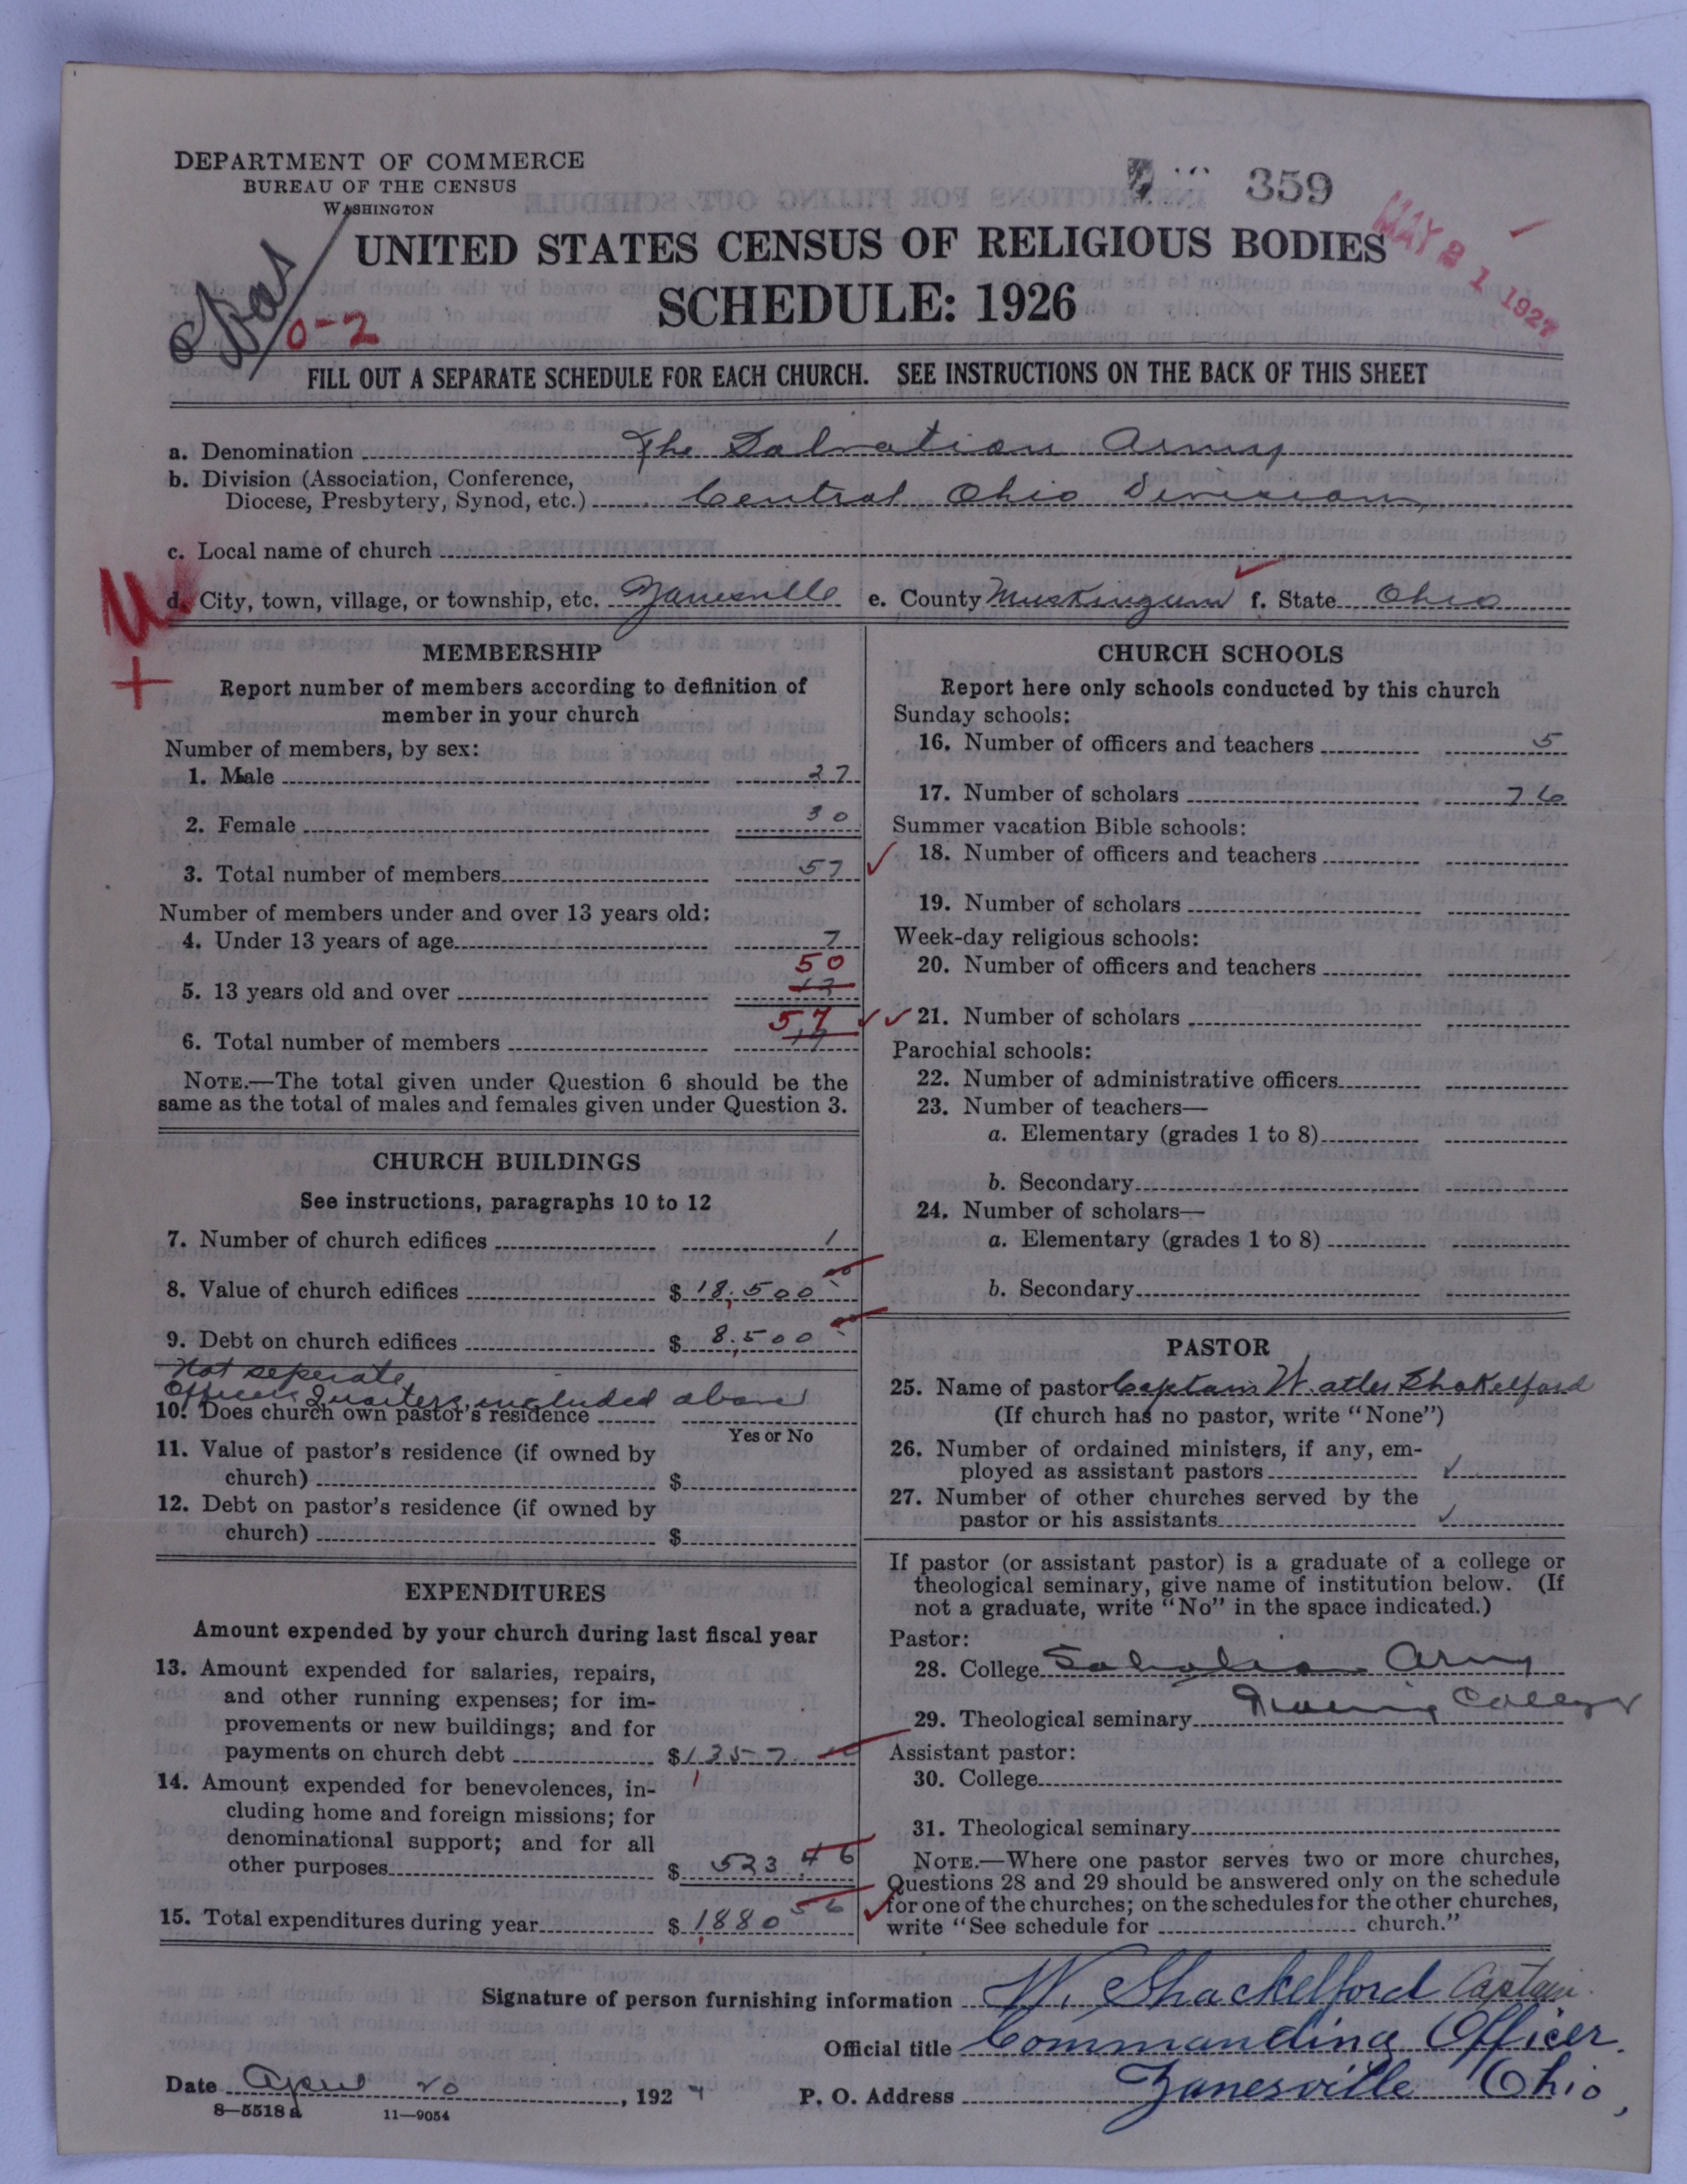 DEPARTMENT OF COMMERCE
BUREAU OF THE CENSUS
WASHINGTON
359
MAY 21 1927
UNITED STATES CENSUS OF RELIGIOUS BODIES
SCHEDULE: 1926
0-2
FILL OUT A SEPARATE SCHEDULE FOR EACH CHURCH. SEE INSTRUCTIONS ON THE BACK OF THIS SHEET
a. Denomination The Salvation Army
b. Division (Association, Conference,
Diocese, Presbytery, Synod, etc.) Central Ohio Division
c. Local name of church
U
d. City, town, village, or township, etc. Zanesville e. County Muskingum f. State Ohio
+
MEMBERSHIP
Report number of members according to definition of
member in your church
Number of members, by sex:
1. Male 27
2. Female 30
3. Total number of members 57
Number of members under and over 13 years old:
4. Under 13 years of age 7
50
5. 13 years old and over 12
57
6. Total number of members 19
NOTE.—The total given under Question 6 should be the
same as the total of males and females given under Question 3.
CHURCH BUILDINGS
See instructions, paragraphs 10 to 12
7. Number of church edifices 1
8. Value of church edifices $ 18,500 00
9. Debt on church edifices $ 8,500
Not seperate
Officers Quarters included above
10. Does church own pastor's residence
Yes or No
11. Value of pastor's residence (if owned by
church) $
12. Debt on pastor's residence (if owned by
church) $
EXPENDITURES
Amount expended by your church during last fiscal year
13. Amount expended for salaries, repairs,
and other running expenses; for im-
provements or new buildings; and for
payments on church debt $ 1357 10
14. Amount expended for benevolences, in-
cluding home and foreign missions; for
denominational support; and for all
other purposes $ 523.46
15. Total expenditures during year $ 1880 56
CHURCH SCHOOLS
Report here only schools conducted by this church
Sunday schools:
16. Number of officers and teachers 5
17. Number of scholars 76
Summer vacation Bible schools:
18. Number of officers and teachers
19. Number of scholars
Week-day religious schools:
20. Number of officers and teachers
21. Number of scholars
Parochial schools:
22. Number of administrative officers
23. Number of teachers—
a. Elementary (grades 1 to 8)
b. Secondary
24. Number of scholars—
a. Elementary (grades 1 to 8)
b. Secondary
PASTOR
25. Name of pastor Captain Walter Shakelford
(If church has no pastor, write "None")
26. Number of ordained ministers, if any, em-
ployed as assistant pastors ✓
27. Number of other churches served by the
pastor or his assistants ✓
If pastor (or assistant pastor) is a graduate of a college or
theological seminary, give name of institution below. (If
not a graduate, write "No" in the space indicated.)
Pastor:
28. College Salvation Army
Training College
29. Theological seminary
Assistant pastor:
30. College
31. Theological seminary
NOTE.—Where one pastor serves two or more churches,
Questions 28 and 29 should be answered only on the schedule
for one of the churches; on the schedules for the other churches,
write "See schedule for church."
Signature of person furnishing information W. Shackelford Captain
Official title Commanding Officer.
Date April 20, 1927 P. O. Address Zanesville Ohio,
8—5518a 11—9054